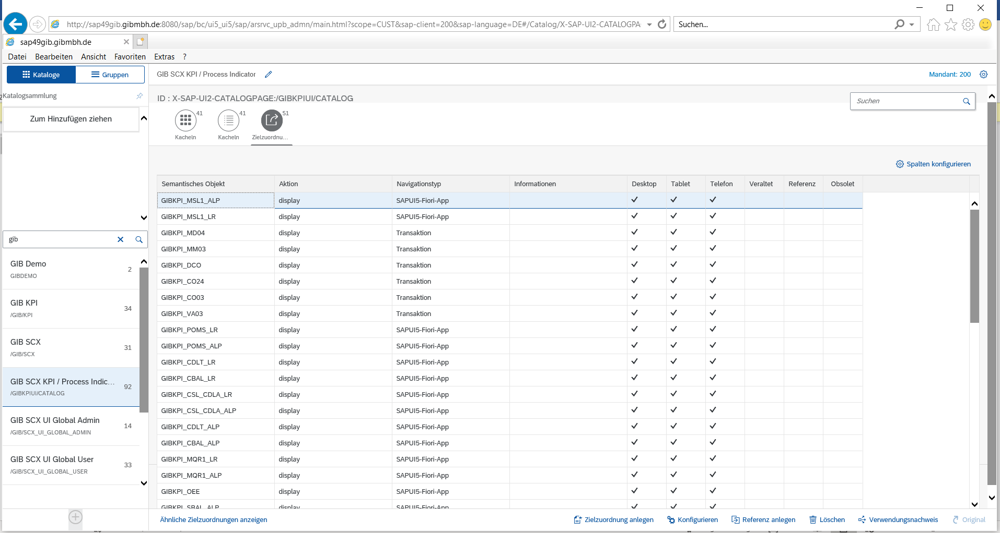 http://sap49gib.gibmbh.de:8080/sap/bc/ui5_ui5/sap/arsrvc_upb_admn/main.html?scope=CUST&sap-client=200&sap-language=DE#/Catalog/X-SAP-UI2-CATALOGPA
Suchen...
sap49gib.gibmbh.de
Datei Bearbeiten Ansicht Favoriten Extras ?
Kataloge Gruppen
GIB SCX KPI / Process Indicator
Mandant: 200
Katalogsammlung
Zum Hinzufügen ziehen
gib
GIB Demo
GIBDEMO
2
GIB KPI
/GIB/KPI
34
GIB SCX
/GIB/SCX
31
GIB SCX KPI / Process Indic...
/GIBKPIUI/CATALOG
92
GIB SCX UI Global Admin
/GIB/SCX_UI_GLOBAL_ADMIN
14
GIB SCX UI Global User
/GIB/SCX_UI_GLOBAL_USER
33
ID : X-SAP-UI2-CATALOGPAGE:/GIBKPIUI/CATALOG
Suchen
41 41 51
Kacheln Kacheln Zielzuordnu...
Spalten konfigurieren
Semantisches Objekt Aktion Navigationstyp Informationen Desktop Tablet Telefon Veraltet Referenz Obsolet
GIBKPI_MSL1_ALP display SAPUI5-Fiori-App
GIBKPI_MSL1_LR display SAPUI5-Fiori-App
GIBKPI_MD04 display Transaktion
GIBKPI_MM03 display Transaktion
GIBKPI_DCO display Transaktion
GIBKPI_CO24 display Transaktion
GIBKPI_CO03 display Transaktion
GIBKPI_VA03 display Transaktion
GIBKPI_POMS_LR display SAPUI5-Fiori-App
GIBKPI_POMS_ALP display SAPUI5-Fiori-App
GIBKPI_CDLT_LR display SAPUI5-Fiori-App
GIBKPI_CBAL_LR display SAPUI5-Fiori-App
GIBKPI_CSL_CDLA_LR display SAPUI5-Fiori-App
GIBKPI_CSL_CDLA_ALP display SAPUI5-Fiori-App
GIBKPI_CDLT_ALP display SAPUI5-Fiori-App
GIBKPI_CBAL_ALP display SAPUI5-Fiori-App
GIBKPI_MQR1_LR display SAPUI5-Fiori-App
GIBKPI_MQR1_ALP display SAPUI5-Fiori-App
GIBKPI_OEE display SAPUI5-Fiori-App
GIBKPI_SBAL_ALP display SAPUI5-Fiori-App
Ähnliche Zielzuordnungen anzeigen
Zielzuordnung anlegen Konfigurieren Referenz anlegen Löschen Verwendungsnachweis Original